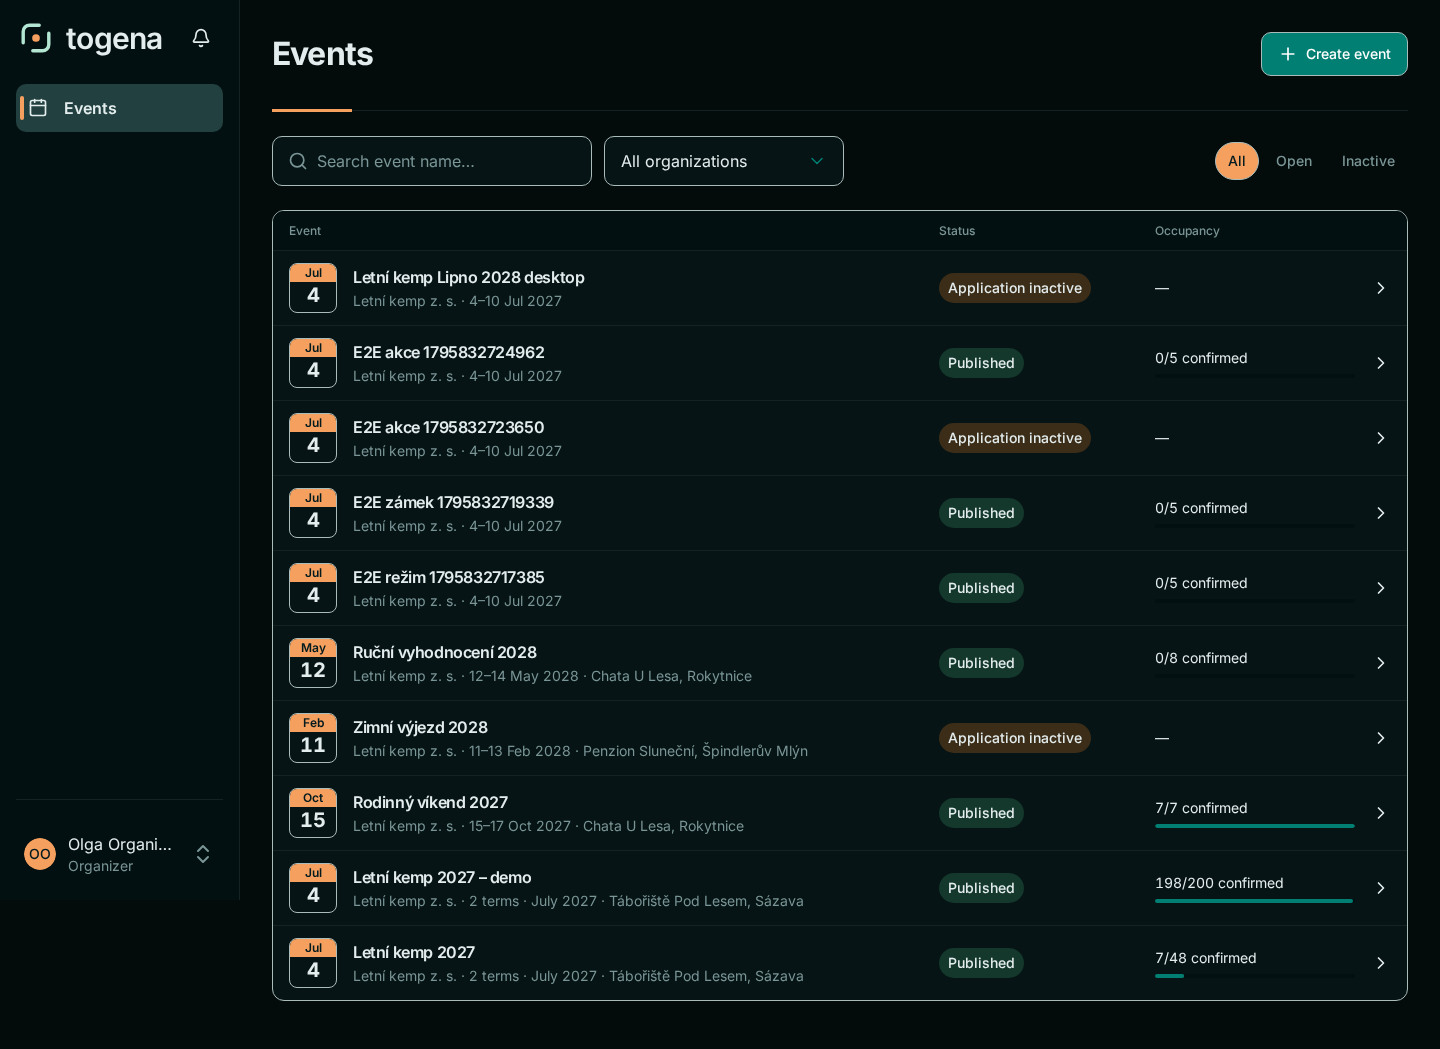 togena
Events
Events
Create event
Search event name...
All organizations
All
Open
Inactive
Event
Status
Occupancy
Jul
4
Letní kemp Lipno 2028 desktop
Letní kemp z. s. · 4–10 Jul 2027
Application inactive
—
Jul
4
E2E akce 1795832724962
Letní kemp z. s. · 4–10 Jul 2027
Published
0/5 confirmed
Jul
4
E2E akce 1795832723650
Letní kemp z. s. · 4–10 Jul 2027
Application inactive
—
Jul
4
E2E zámek 1795832719339
Letní kemp z. s. · 4–10 Jul 2027
Published
0/5 confirmed
Jul
4
E2E režim 1795832717385
Letní kemp z. s. · 4–10 Jul 2027
Published
0/5 confirmed
May
12
Ruční vyhodnocení 2028
Letní kemp z. s. · 12–14 May 2028 · Chata U Lesa, Rokytnice
Published
0/8 confirmed
Feb
11
Zimní výjezd 2028
Letní kemp z. s. · 11–13 Feb 2028 · Penzion Sluneční, Špindlerův Mlýn
Application inactive
—
Oct
15
Rodinný víkend 2027
Letní kemp z. s. · 15–17 Oct 2027 · Chata U Lesa, Rokytnice
Published
7/7 confirmed
Jul
4
Letní kemp 2027 – demo
Letní kemp z. s. · 2 terms · July 2027 · Tábořiště Pod Lesem, Sázava
Published
198/200 confirmed
Jul
4
Letní kemp 2027
Letní kemp z. s. · 2 terms · July 2027 · Tábořiště Pod Lesem, Sázava
Published
7/48 confirmed
OO
Olga Organi...
Organizer